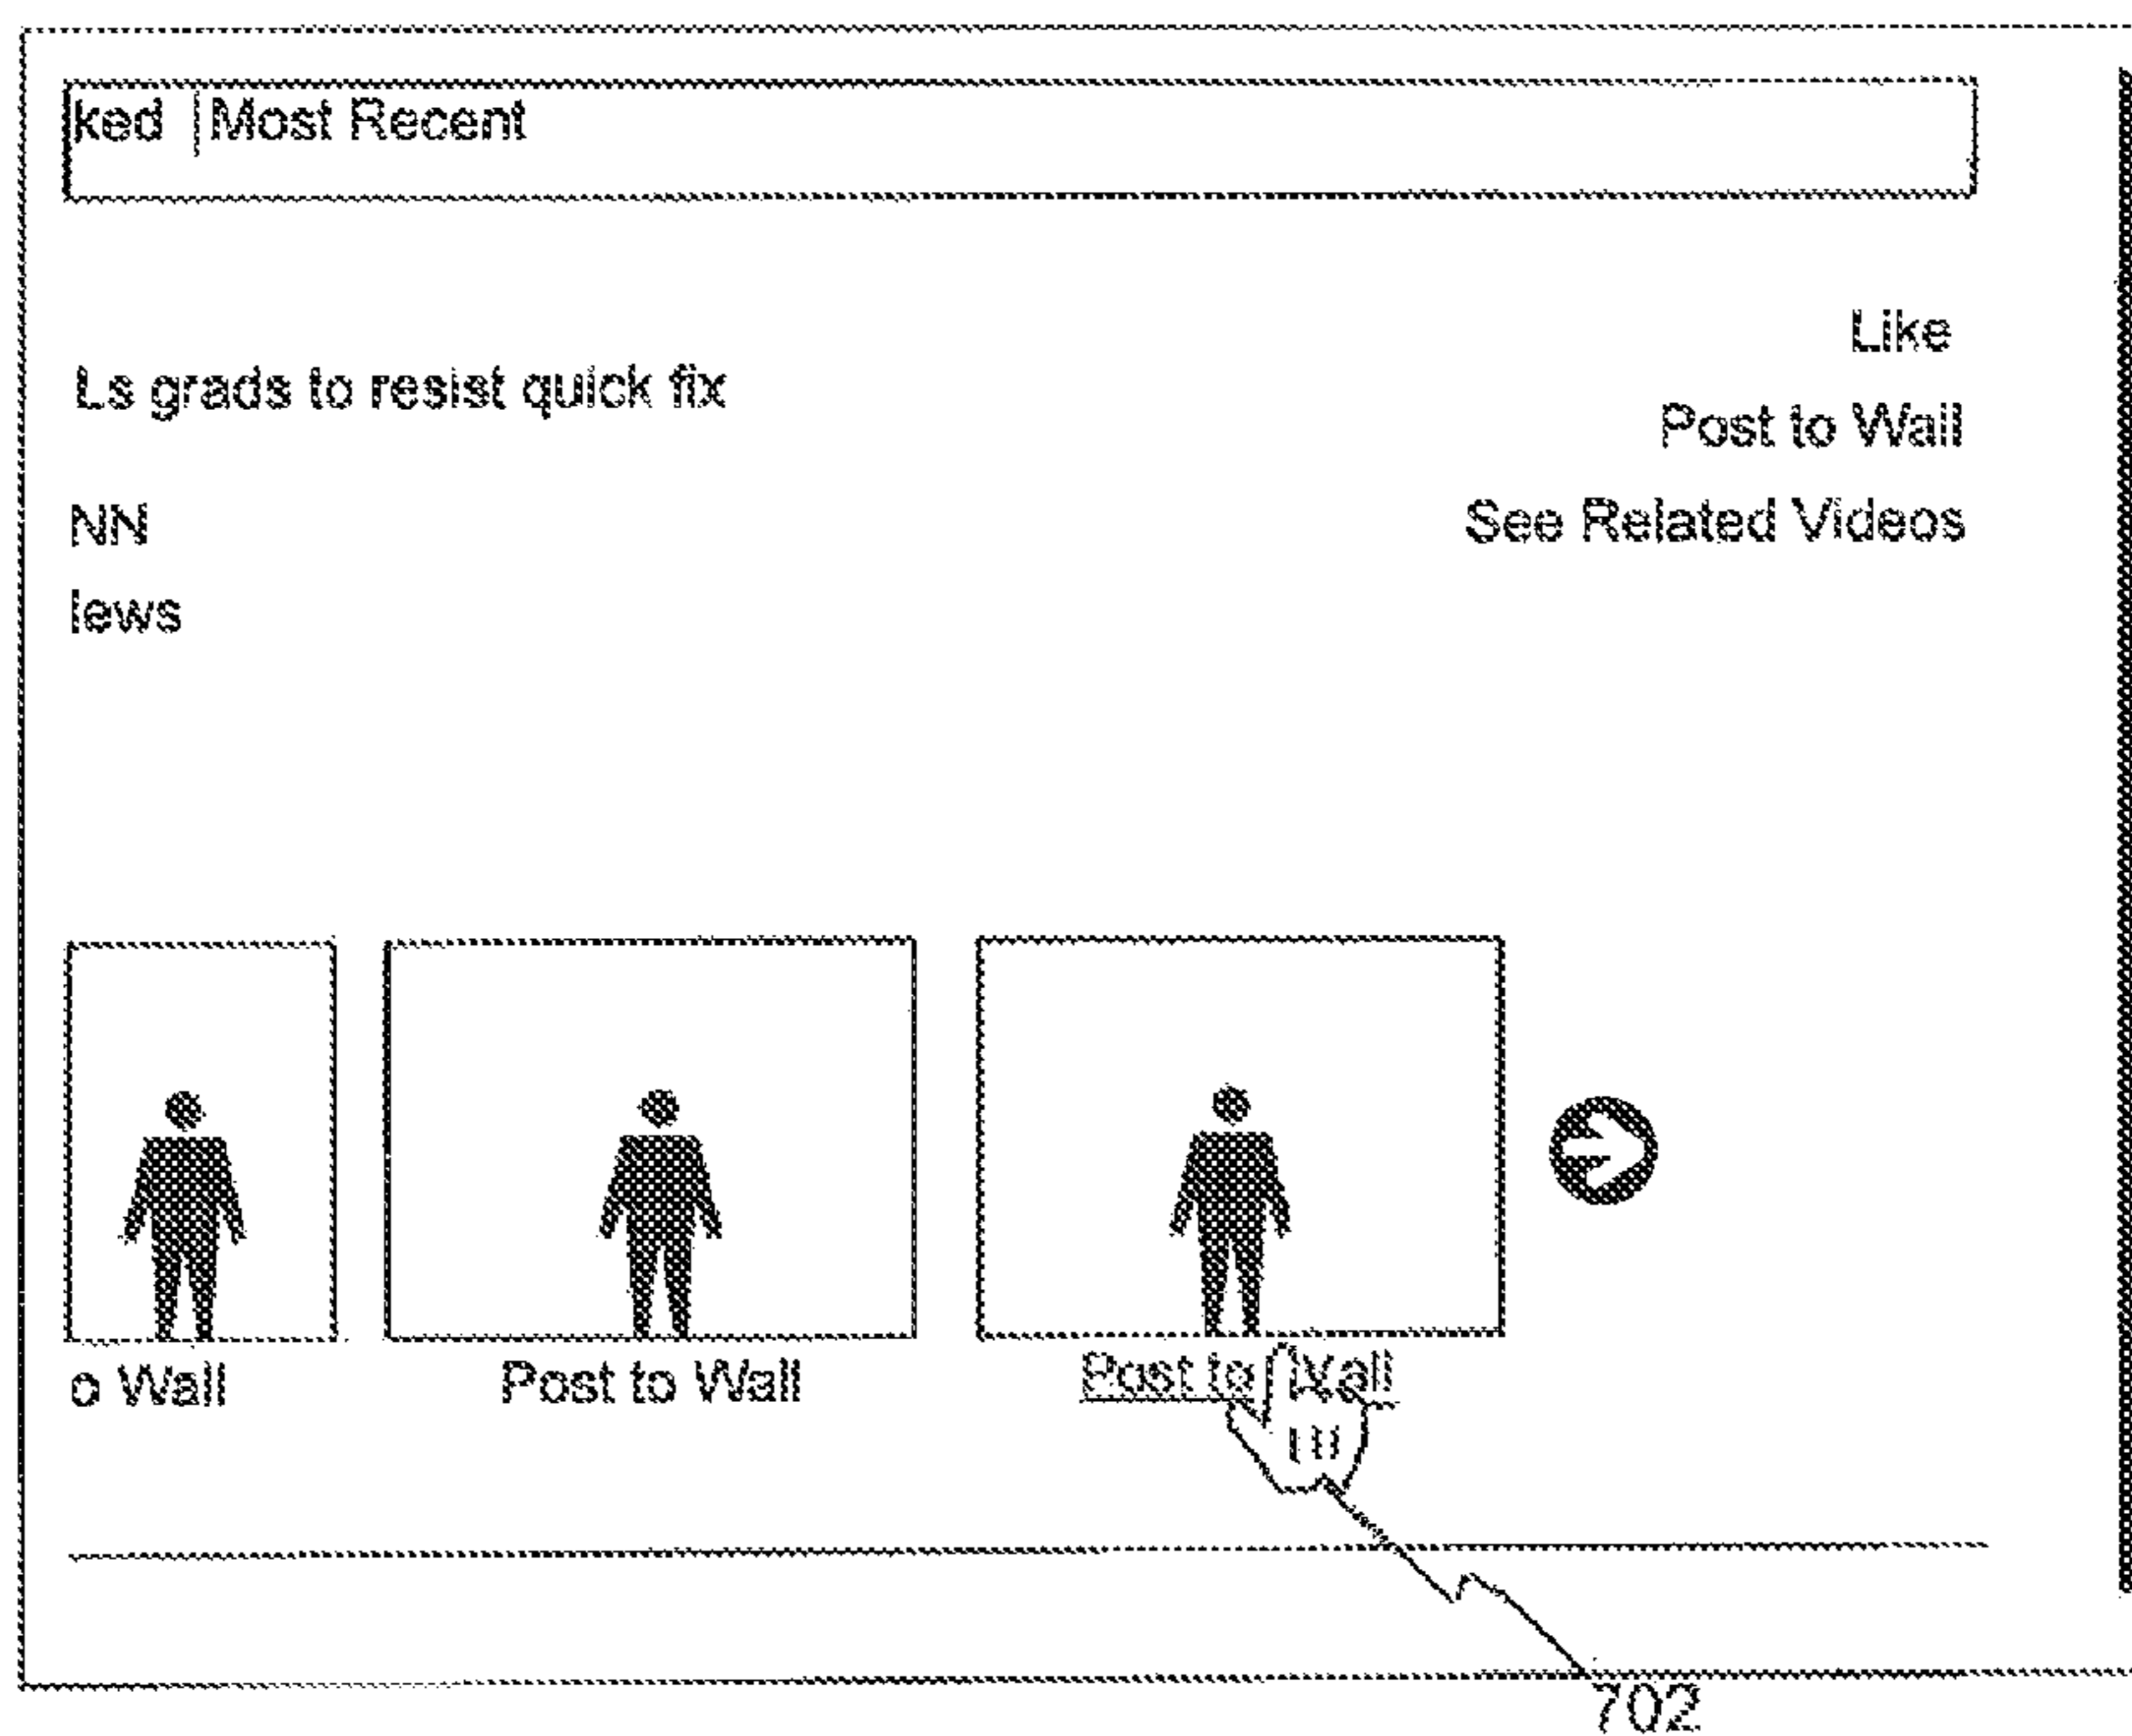 ked | Most Recent
Like
Ls grads to resist quick fix
Post to Wall
NN
See Related Videos
lews
o Wall
Post to Wall
Post to Wall
702